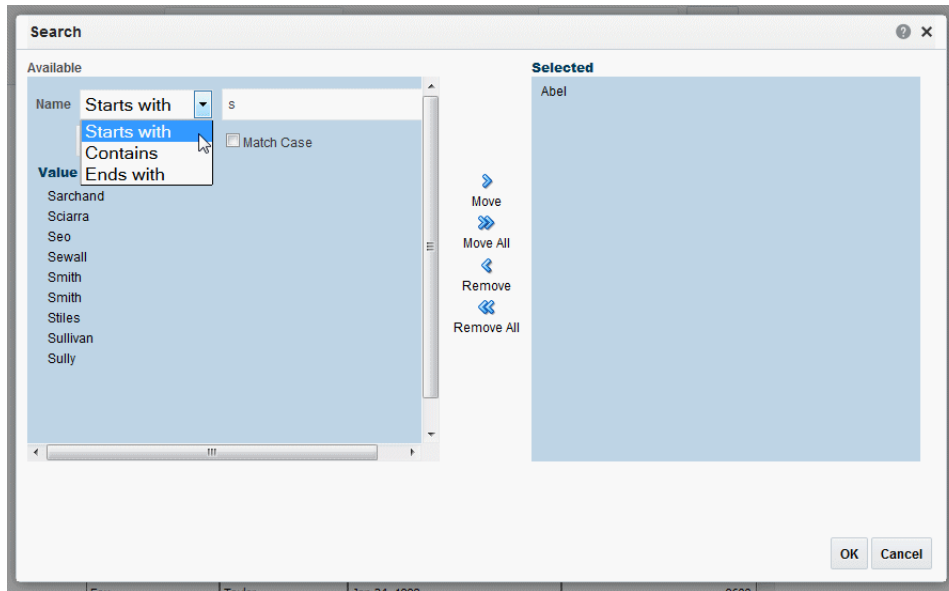 Search
Available
Selected
Name Starts with s
Abel
Starts with
Contains
Ends with
Match Case
Value
Sarchand
Sciarra
Seo
Sewall
Smith
Smith
Stiles
Sullivan
Sully
Move
Move All
Remove
Remove All
OK Cancel